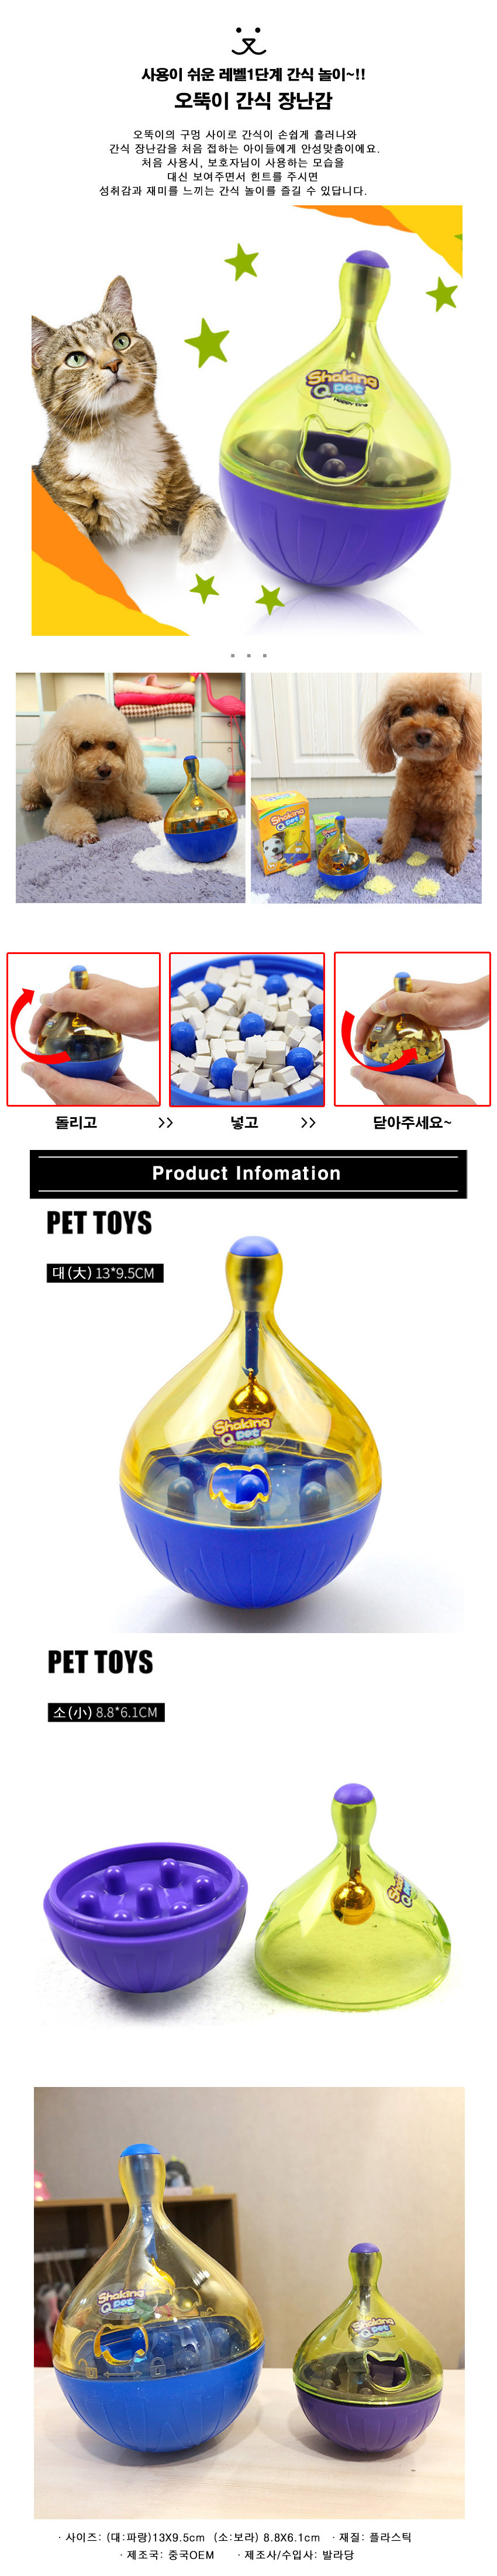 사용이 쉬운 레벨1단계 간식 놀이~!!
오뚝이 간식 장난감
오뚝이의 구멍 사이로 간식이 손쉽게 흘러나와
간식 장난감을 처음 접하는 아이들에게 안성맞춤이에요.
처음 사용시, 보호자님이 사용하는 모습을
대신 보여주면서 힌트를 주시면
성취감과 재미를 느끼는 간식 놀이를 즐길 수 있답니다.
Shaking
Q pet
Happy time
Shaking
Q pet
돌리고 >> 넣고 >> 닫아주세요~
Product Infomation
PET TOYS
대(大) 13*9.5CM
Shaking
Q pet
PET TOYS
소(小) 8.8*6.1CM
Shaking
Q pet
Shaking
Q pet
· 사이즈: (대:파랑)13X9.5cm (소:보라) 8.8X6.1cm · 재질: 플라스틱
· 제조국: 중국OEM · 제조사/수입사: 발라당